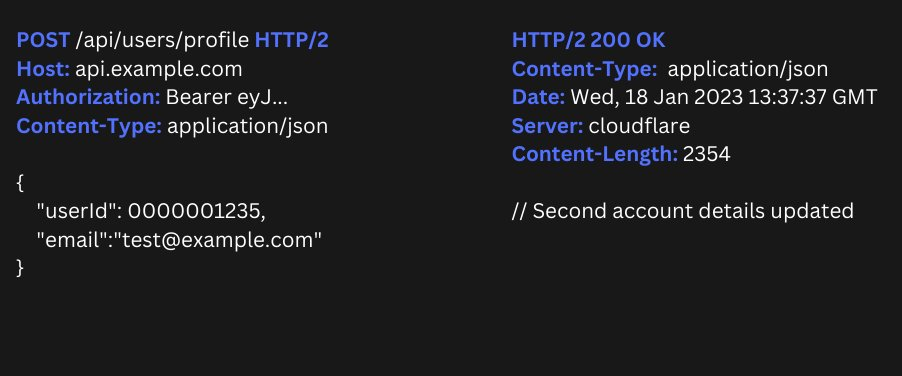 POST /api/users/profile HTTP/2
Host: api.example.com
Authorization: Bearer eyJ...
Content-Type: application/json
{
"userId": 0000001235,
"email":"test@example.com"
}
HTTP/2 200 OK
Content-Type:  application/json
Date: Wed, 18 Jan 2023 13:37:37 GMT
Server: cloudflare
Content-Length: 2354
// Second account details updated